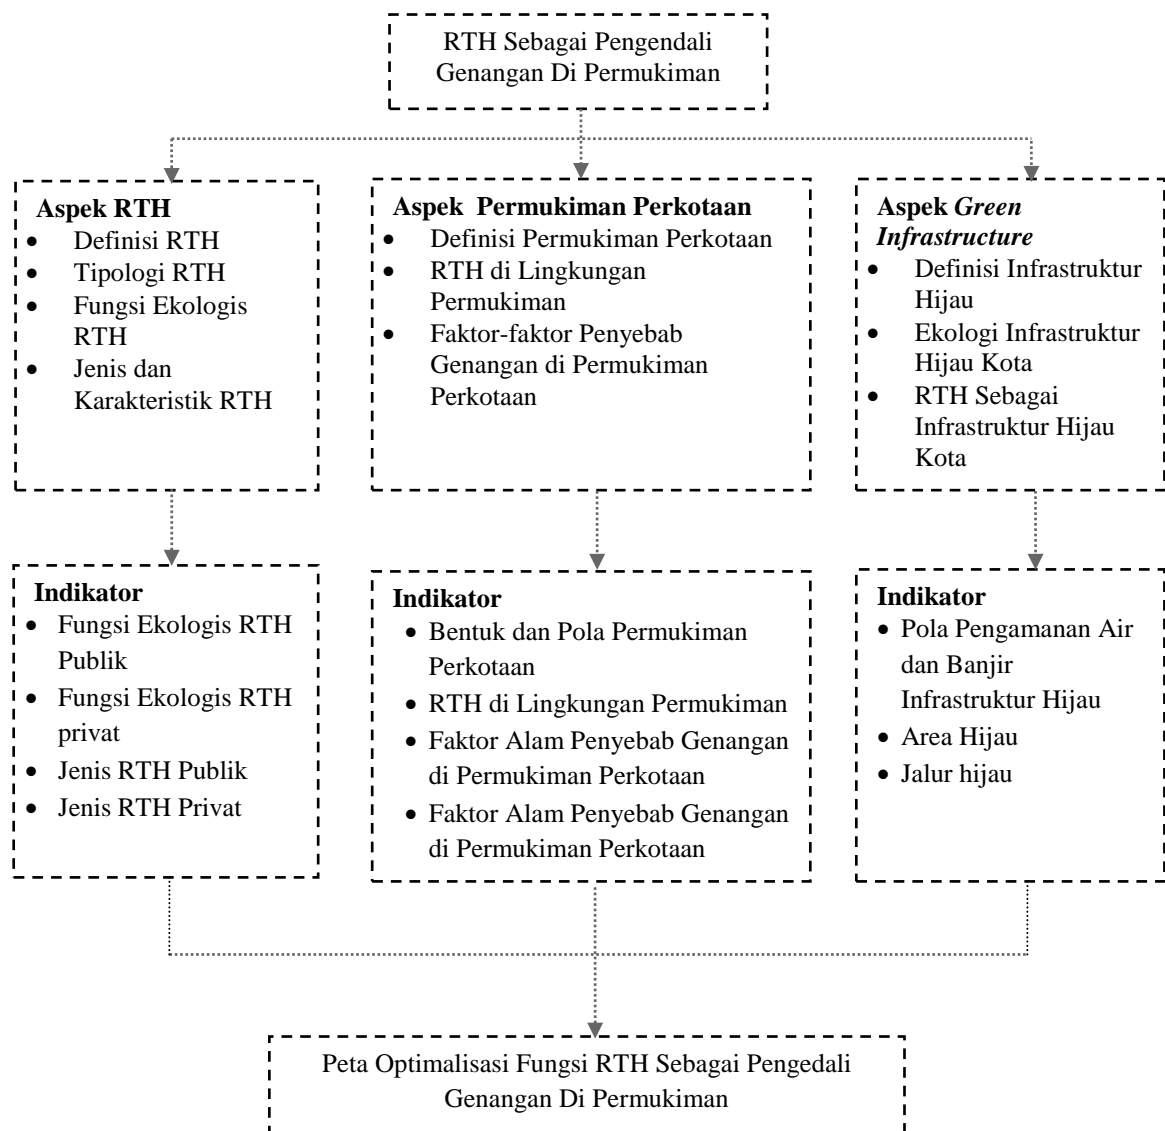 RTH Sebagai Pengendali
Genangan Di Permukiman
Aspek RTH
• Definisi RTH
• Tipologi RTH
• Fungsi Ekologis
RTH
• Jenis dan
Karakteristik RTH
Aspek Permukiman Perkotaan
• Definisi Permukiman Perkotaan
• RTH di Lingkungan
Permukiman
• Faktor-faktor Penyebab
Genangan di Permukiman
Perkotaan
Aspek Green
Infrastructure
• Definisi Infrastruktur
Hijau
• Ekologi Infrastruktur
Hijau Kota
• RTH Sebagai
Infrastruktur Hijau
Kota
Indikator
• Fungsi Ekologis RTH
Publik
• Fungsi Ekologis RTH
privat
• Jenis RTH Publik
• Jenis RTH Privat
Indikator
• Bentuk dan Pola Permukiman
Perkotaan
• RTH di Lingkungan Permukiman
• Faktor Alam Penyebab Genangan
di Permukiman Perkotaan
• Faktor Alam Penyebab Genangan
di Permukiman Perkotaan
Indikator
• Pola Pengamanan Air
dan Banjir
Infrastruktur Hijau
• Area Hijau
• Jalur hijau
Peta Optimalisasi Fungsi RTH Sebagai Pengedali
Genangan Di Permukiman